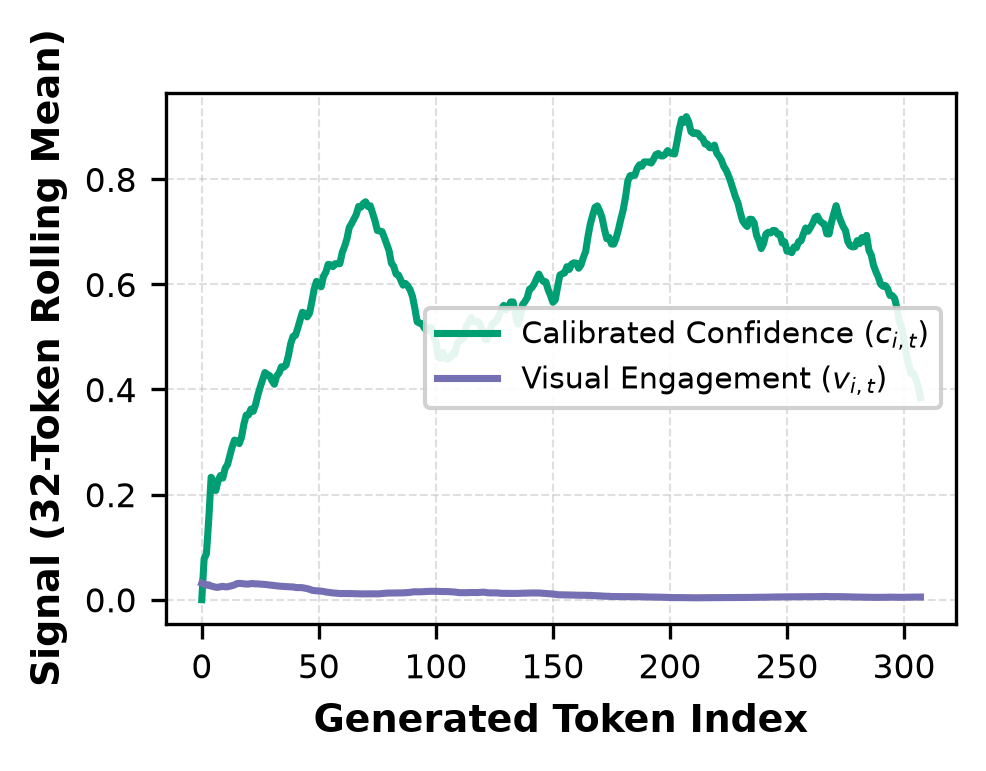 Signal (32-Token Rolling Mean)
0.8
0.6
0.4
0.2
0.0
Calibrated Confidence (c_{i,t})
Visual Engagement (v_{i,t})
0 50 100 150 200 250 300
Generated Token Index